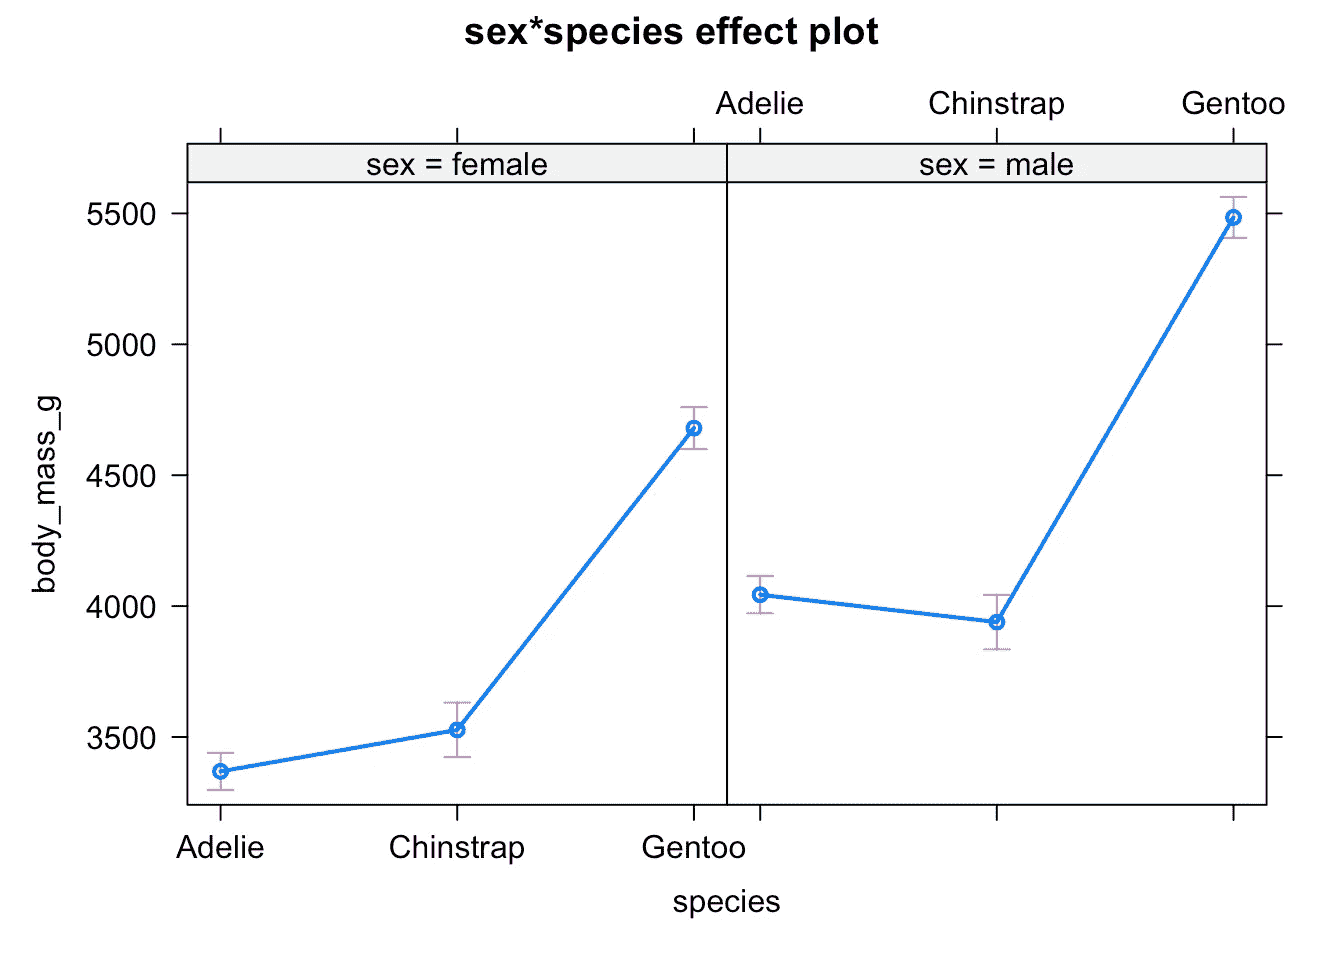 sex*species effect plot
Adelie Chinstrap Gentoo
sex = female sex = male
5500
5000
4500
4000
3500
body_mass_g
Adelie Chinstrap Gentoo
species